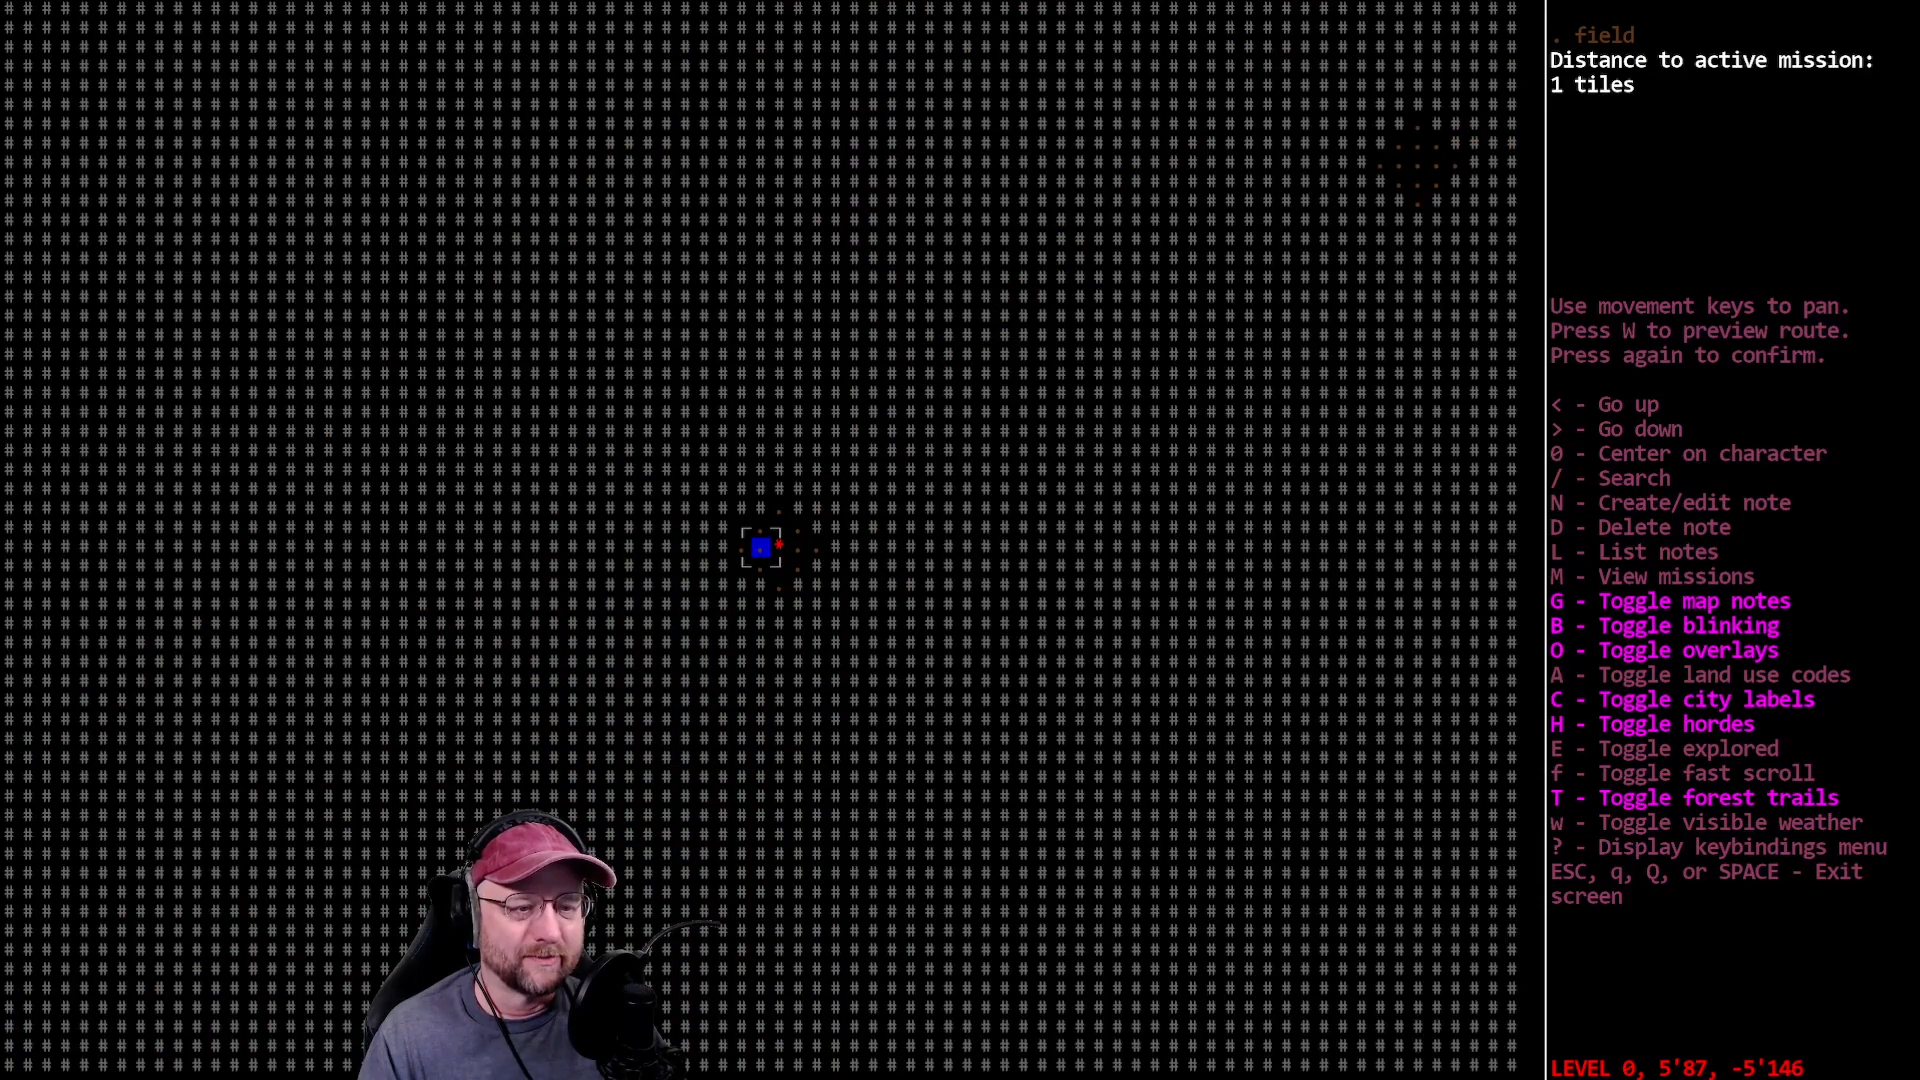 . field
Distance to active mission:
1 tiles
Use movement keys to pan.
Press W to preview route.
Press again to confirm.
< - Go up
> - Go down
0 - Center on character
/ - Search
N - Create/edit note
D - Delete note
L - List notes
M - View missions
G - Toggle map notes
B - Toggle blinking
O - Toggle overlays
A - Toggle land use codes
C - Toggle city labels
H - Toggle hordes
E - Toggle explored
f - Toggle fast scroll
T - Toggle forest trails
w - Toggle visible weather
? - Display keybindings menu
ESC, q, Q, or SPACE - Exit
screen
LEVEL 0, 5'87, -5'146